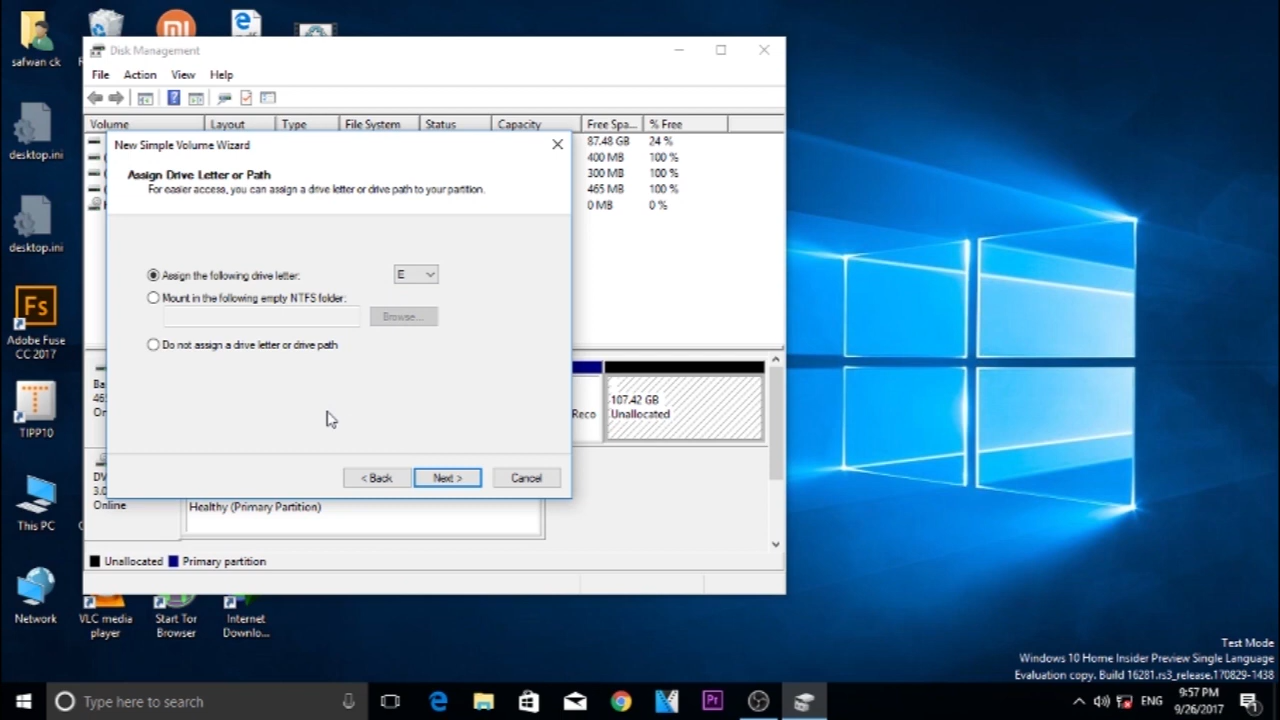 safwan ck
desktop.ini
desktop.ini
Fs
Adobe Fuse
CC 2017
TIPP10
This PC
Network
VLC media
player
Start Tor
Browser
Internet
Downlo...
Disk Management
File Action View Help
Volume Layout Type File System Status Capacity Free Spa... % Free
87.48 GB 24 %
400 MB 100 %
300 MB 100 %
465 MB 100 %
0 MB 0 %
New Simple Volume Wizard
Assign Drive Letter or Path
For easier access, you can assign a drive letter or drive path to your partition.
Assign the following drive letter: E
Mount in the following empty NTFS folder:
Browse...
Do not assign a drive letter or drive path
< Back Next > Cancel
Ba
On
Reco
107.42 GB
Unallocated
DV
3.0
Online
Healthy (Primary Partition)
Unallocated Primary partition
Test Mode
Windows 10 Home Insider Preview Single Language
Evaluation copy. Build 16281.rs3_release.170829-1438
Type here to search
Pr
ENG
9:57 PM
9/26/2017
1